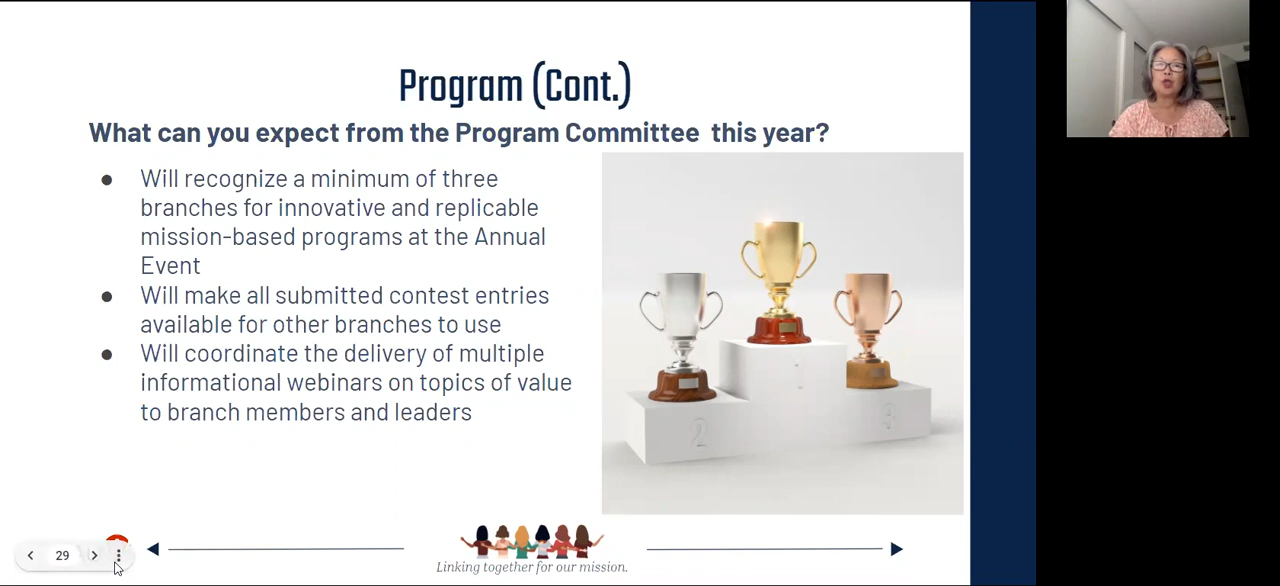 Program (Cont.)
What can you expect from the Program Committee  this year?
● Will recognize a minimum of three
branches for innovative and replicable
mission-based programs at the Annual
Event
● Will make all submitted contest entries
available for other branches to use
● Will coordinate the delivery of multiple
informational webinars on topics of value
to branch members and leaders
1
2
3
29
Linking together for our mission.